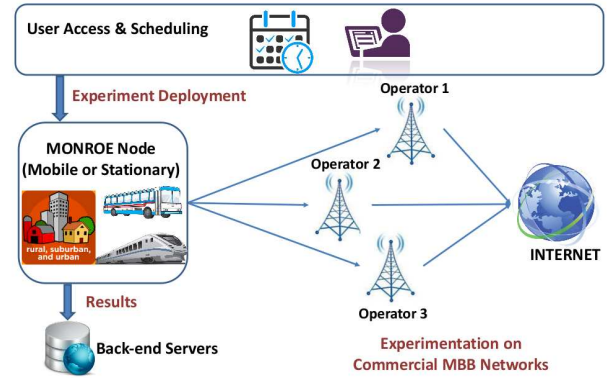 User Access & Scheduling
Experiment Deployment
Operator 1
MONROE Node
(Mobile or Stationary)
Operator 2
rural, suburban,
and urban
INTERNET
Results
Operator 3
Back-end Servers
Experimentation on
Commercial MBB Networks